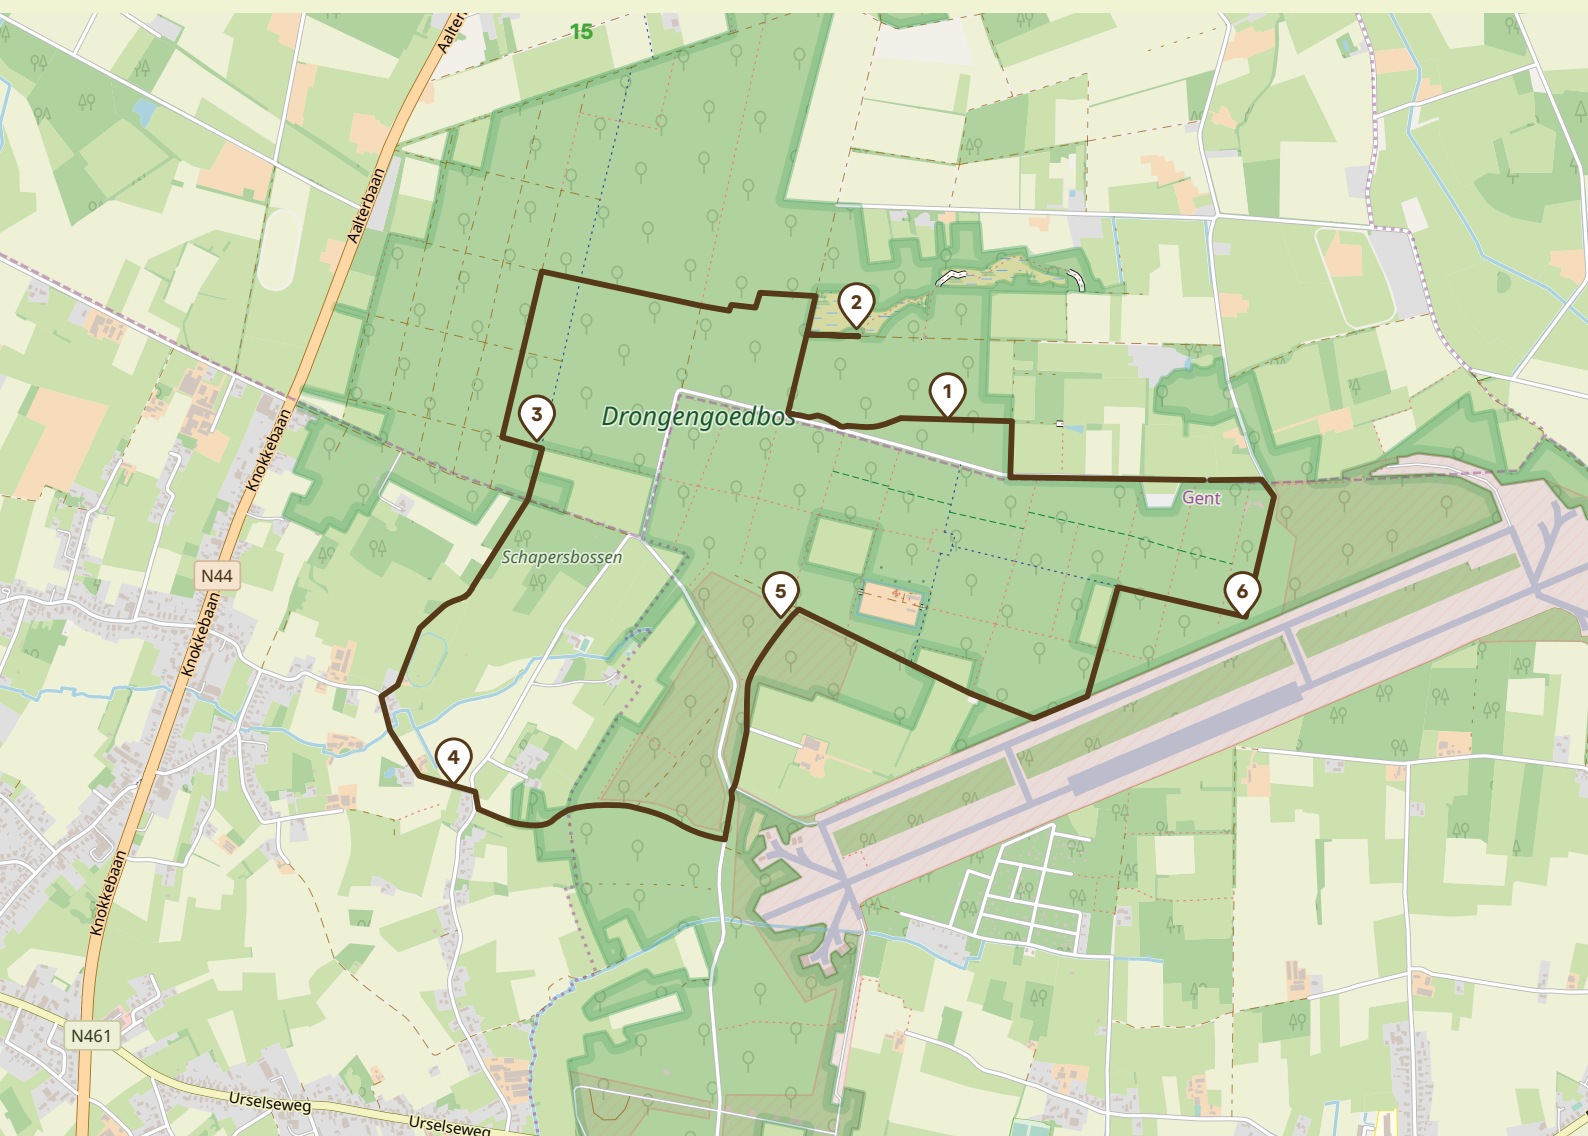 Aalter
15
Aalterbaan
2
1
3
Drongengoedbos
Knokkebaan
Gent
Schapersbossen
N44
5
6
Knokkebaan
4
Knokkebaan
N461
Urselseweg
Urselseweg